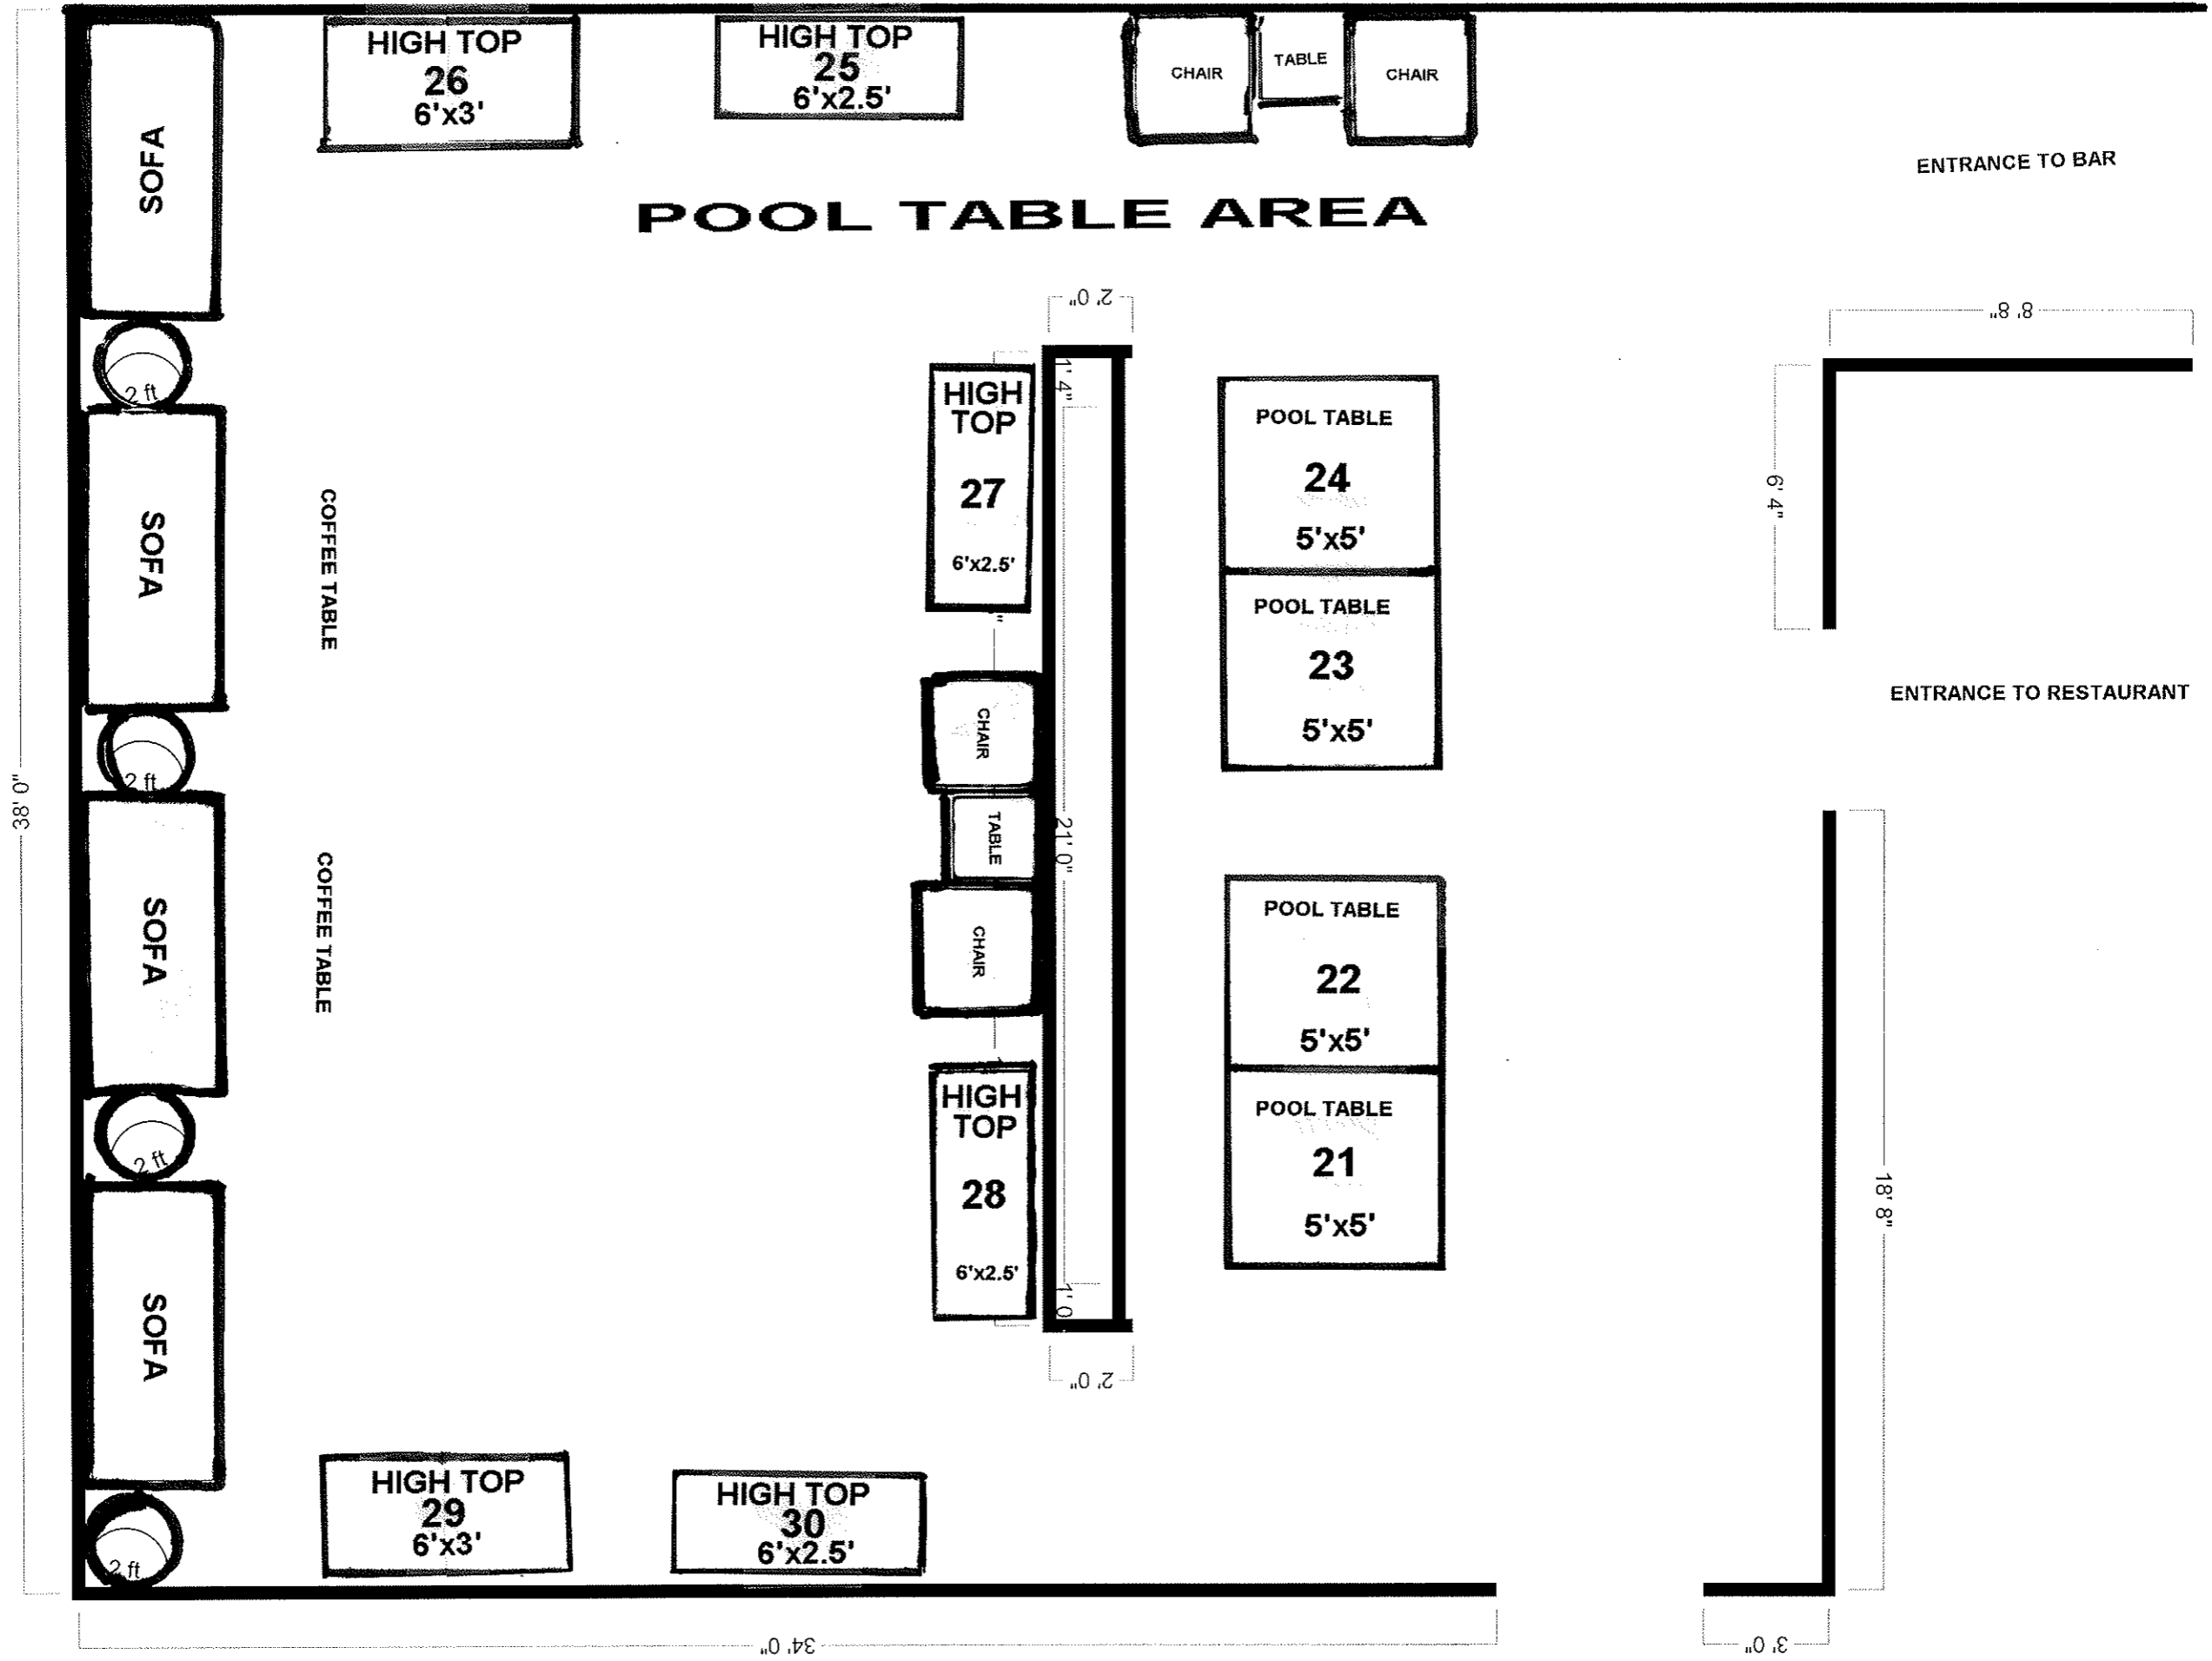 HIGH TOP
26
6'x3'
HIGH TOP
25
6'x2.5'
CHAIR
TABLE
CHAIR
ENTRANCE TO BAR
POOL TABLE AREA
SOFA
2 ft
SOFA
2 ft
SOFA
2 ft
SOFA
2 ft
COFFEE TABLE
COFFEE TABLE
38' 0"
2' 0"
1' 4"
21' 0"
1' 0
2' 0"
HIGH
TOP
27
6'x2.5'
CHAIR
TABLE
CHAIR
HIGH
TOP
28
6'x2.5'
POOL TABLE
24
5'x5'
POOL TABLE
23
5'x5'
POOL TABLE
22
5'x5'
POOL TABLE
21
5'x5'
8' 8"
6' 4"
ENTRANCE TO RESTAURANT
18' 8"
HIGH TOP
29
6'x3'
HIGH TOP
30
6'x2.5'
34' 0"
3' 0"